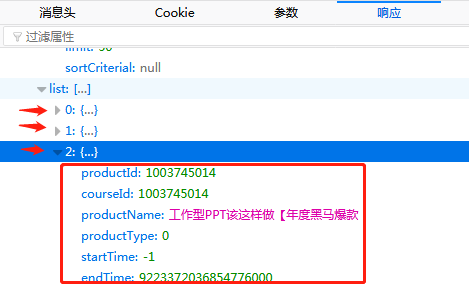 消息头 Cookie 参数 响应
过滤属性
limit: 50
sortCriterial: null
list: […]
0: {…}
1: {…}
2: {…}
productId: 1003745014
courseId: 1003745014
productName: 工作型PPT该这样做【年度黑马爆款
productType: 0
startTime: -1
endTime: 9223372036854776000